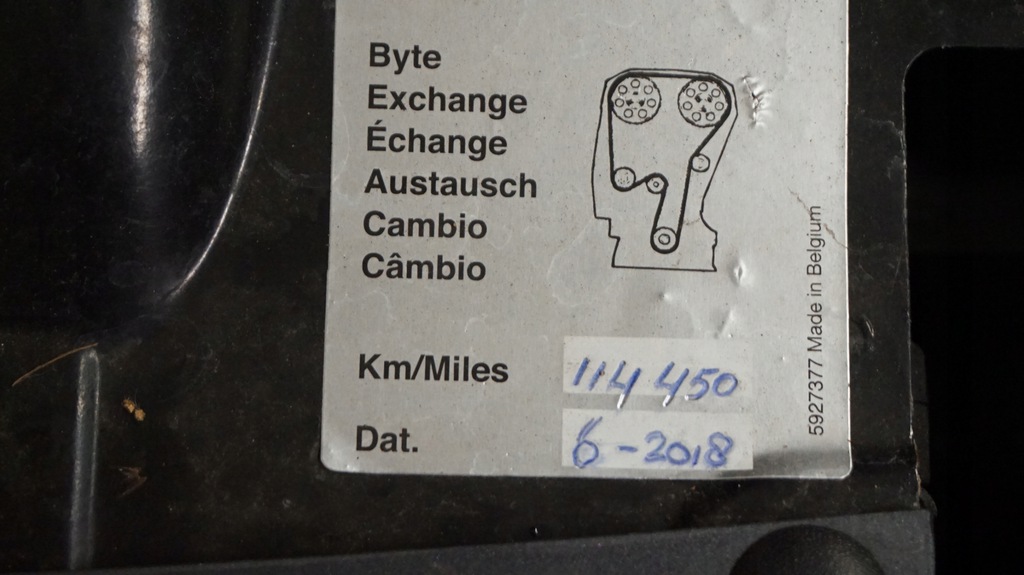 Byte
Exchange
Échange
Austausch
Cambio
Câmbio
Km/Miles 114 450
Dat. 6-2018
5927377 Made in Belgium